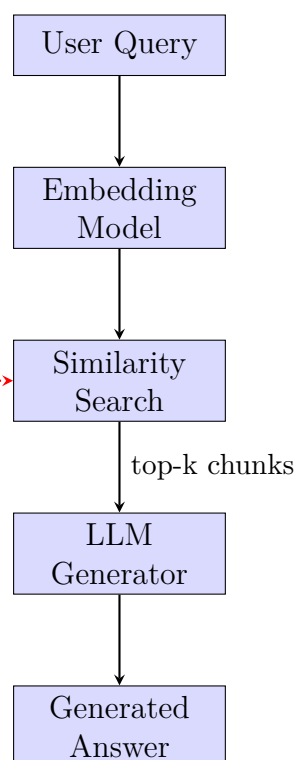 User Query
Embedding
Model
Similarity
Search
top-k chunks
LLM
Generator
Generated
Answer